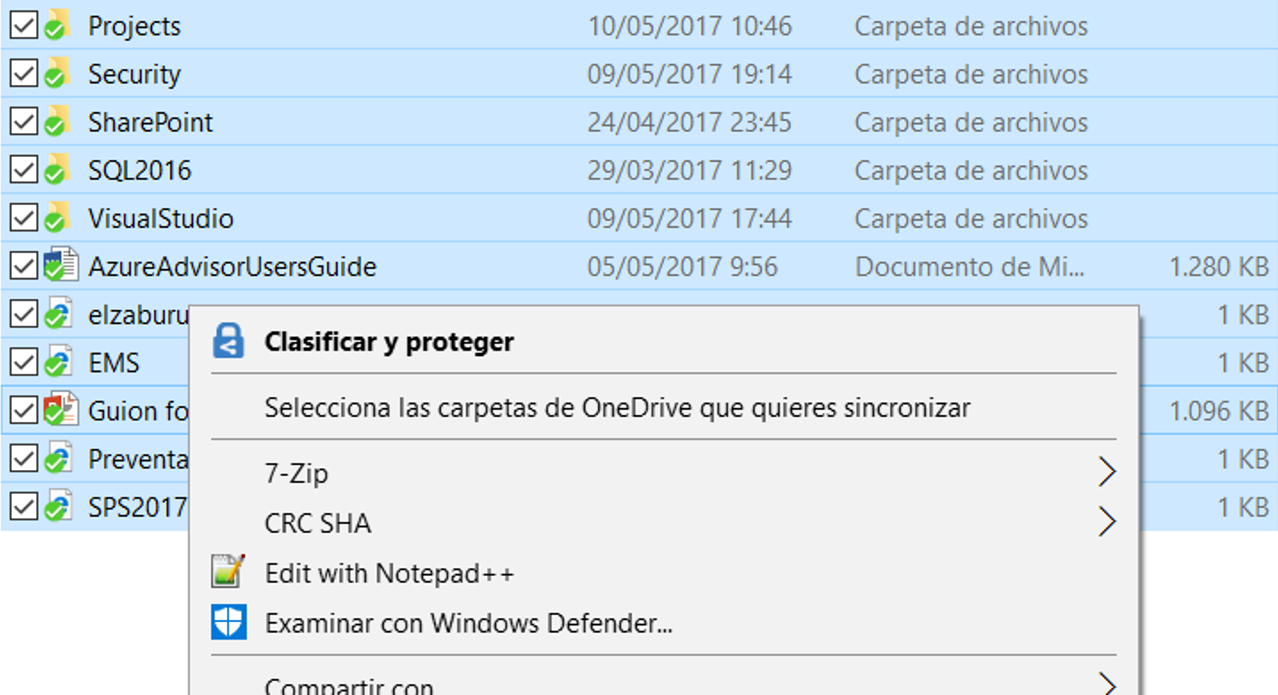 Projects 10/05/2017 10:46 Carpeta de archivos
Security 09/05/2017 19:14 Carpeta de archivos
SharePoint 24/04/2017 23:45 Carpeta de archivos
SQL2016 29/03/2017 11:29 Carpeta de archivos
VisualStudio 09/05/2017 17:44 Carpeta de archivos
AzureAdvisorUsersGuide 05/05/2017 9:56 Documento de Mi... 1.280 KB
elzaburu 1 KB
EMS 1 KB
Guion fo 1.096 KB
Preventa 1 KB
SPS2017 1 KB
Clasificar y proteger
Selecciona las carpetas de OneDrive que quieres sincronizar
7-Zip
CRC SHA
Edit with Notepad++
Examinar con Windows Defender...
Compartir con